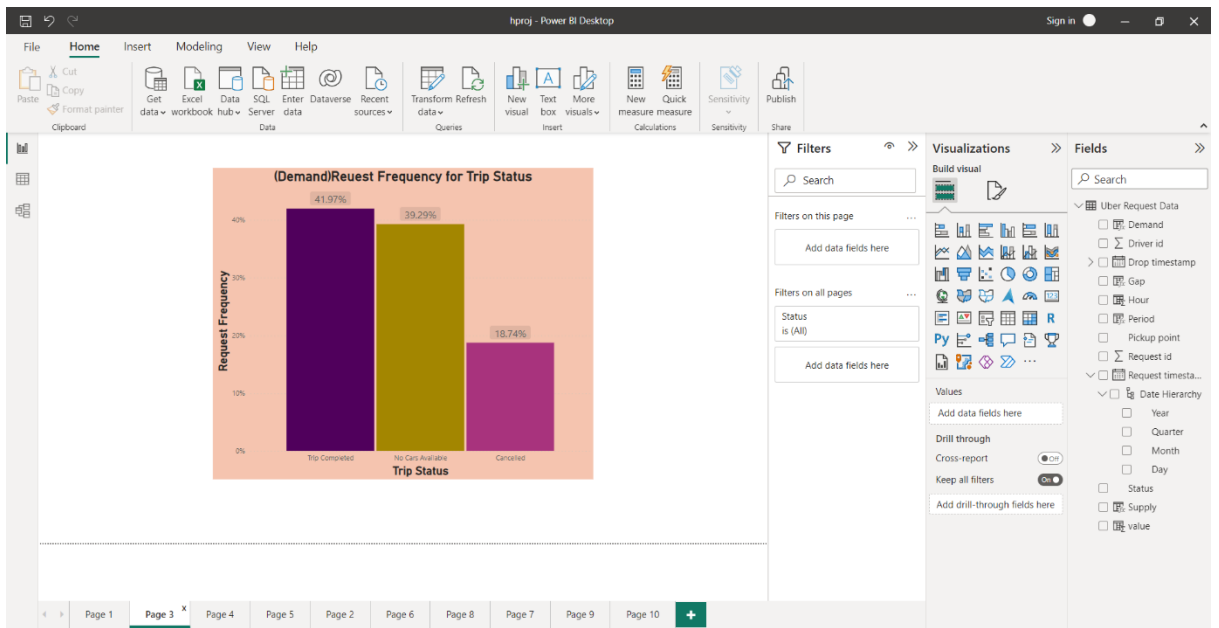 hproj - Power BI Desktop
Sign in
File Home Insert Modeling View Help
Paste
Cut
Copy
Format painter
Clipboard
Get data
Excel workbook
Data hub
SQL Server
Enter data
Dataverse
Recent sources
Data
Transform data
Refresh
Queries
New visual
Text box
More visuals
Insert
New measure
Quick measure
Calculations
Sensitivity
Sensitivity
Publish
Share
(Demand)Reuest Frequency for Trip Status
41.97%
39.29%
18.74%
40%
30%
20%
10%
0%
Request Frequency
Trip Completed
No Cars Available
Cancelled
Trip Status
Filters
Search
Filters on this page
...
Add data fields here
Filters on all pages
...
Status
is (All)
Add data fields here
Visualizations
Build visual
123
R
Py
...
Values
Add data fields here
Drill through
Cross-report
Off
Keep all filters
On
Add drill-through fields here
Fields
Search
Uber Request Data
Demand
Driver id
Drop timestamp
Gap
Hour
Period
Pickup point
Request id
Request timesta...
Date Hierarchy
Year
Quarter
Month
Day
Status
Supply
value
Page 1
Page 3
x
Page 4
Page 5
Page 2
Page 6
Page 8
Page 7
Page 9
Page 10
+